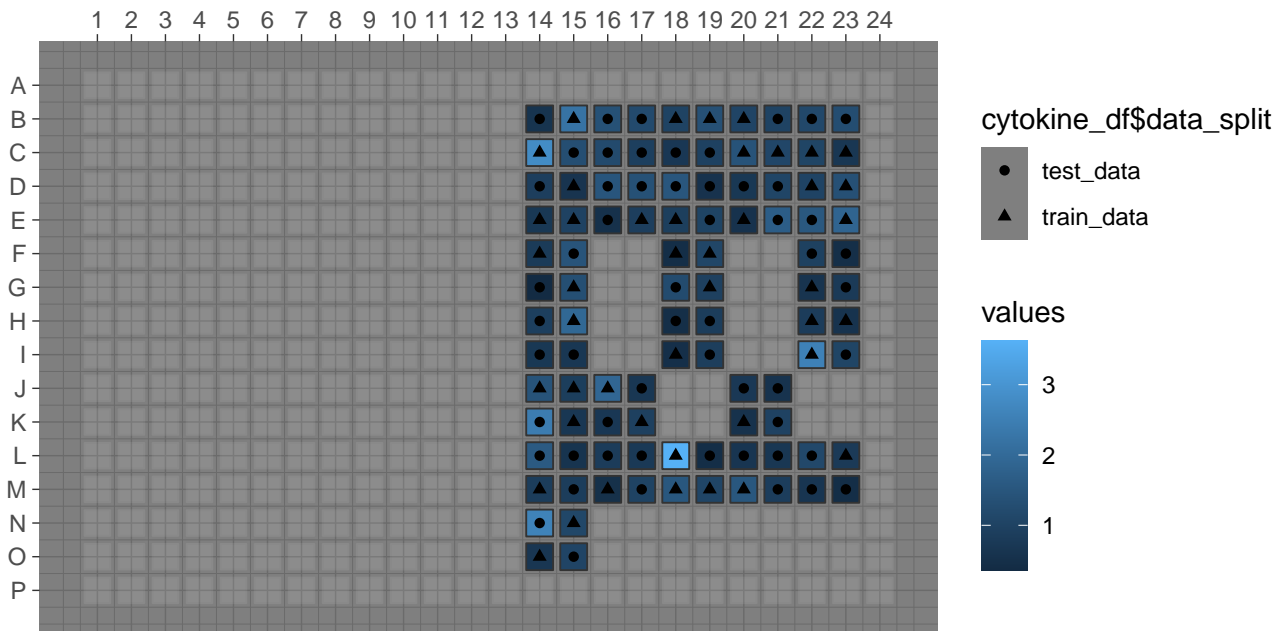 1 2 3 4 5 6 7 8 9 10 11 12 13 14 15 16 17 18 19 20 21 22 23 24
A
B
C
D
E
F
G
H
I
J
K
L
M
N
O
P
cytokine_df$data_split
test_data
train_data
values
3
2
1